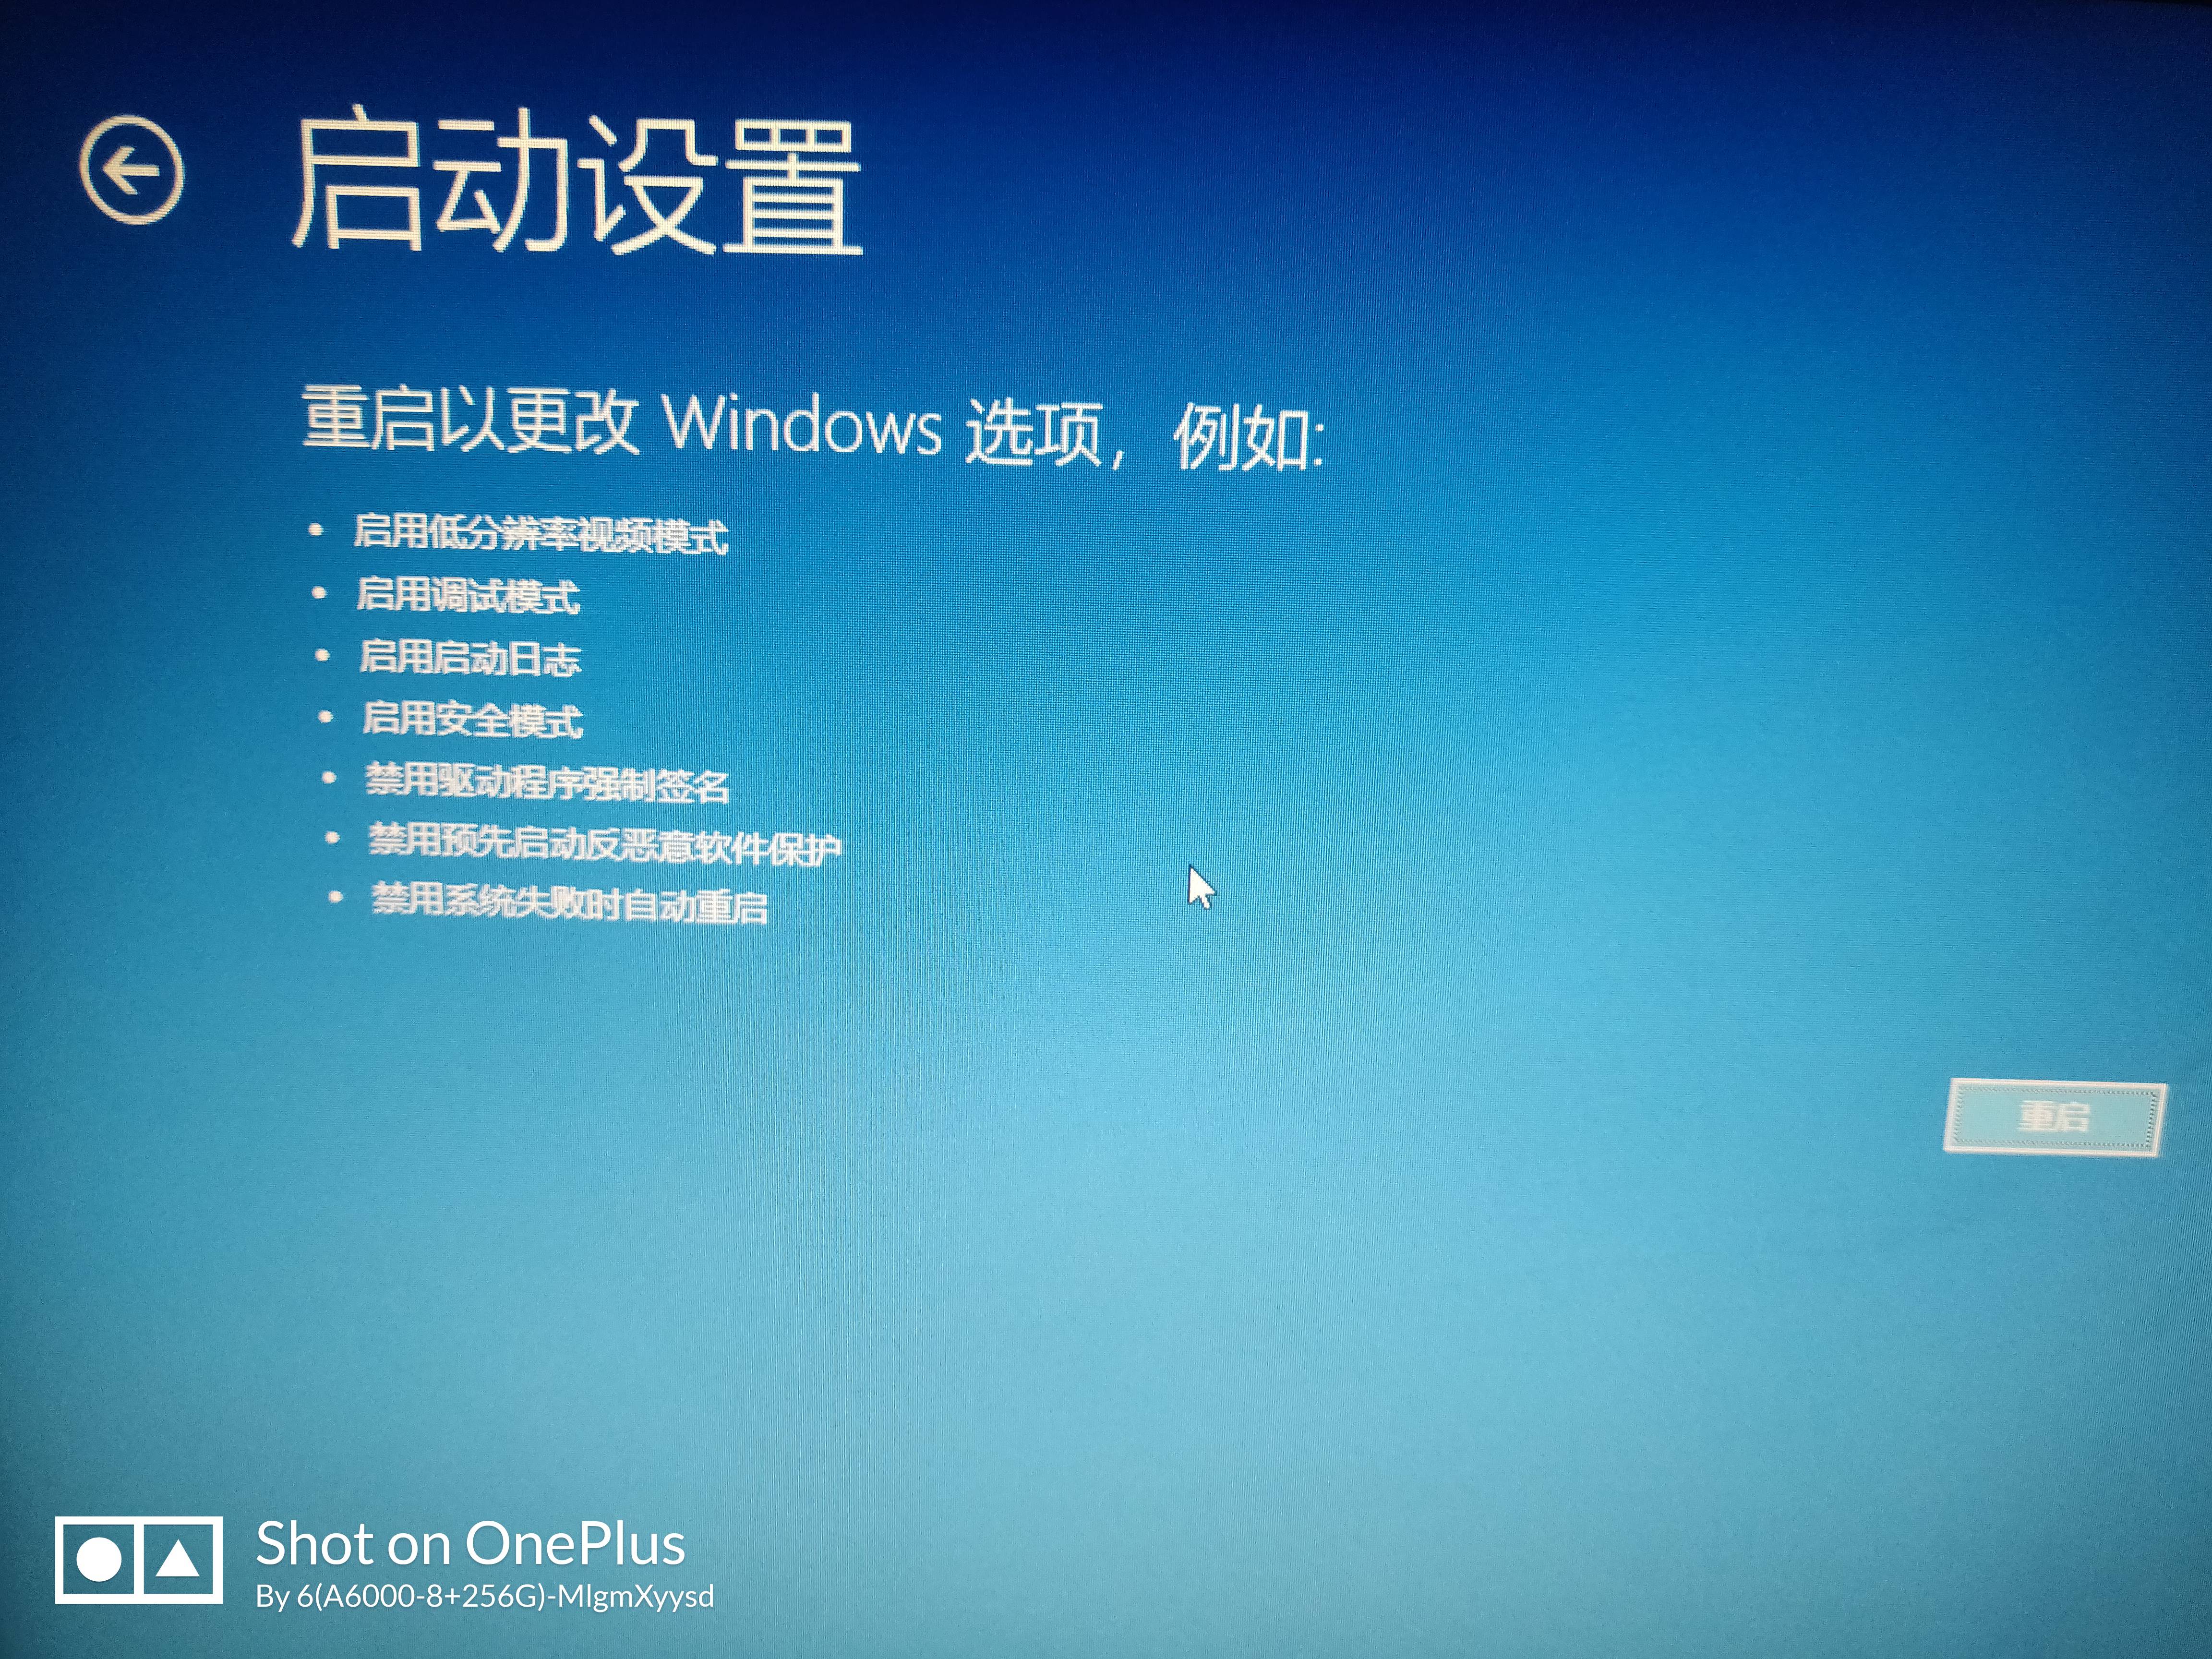 启动设置
重启以更改 Windows 选项，例如:
启用低分辨率视频模式
启用调试模式
启用启动日志
启用安全模式
禁用驱动程序强制签名
禁用预先启动反恶意软件保护
禁用系统失败时自动重启
重启
Shot on OnePlus
By 6(A6000-8+256G)-MlgmXyysd